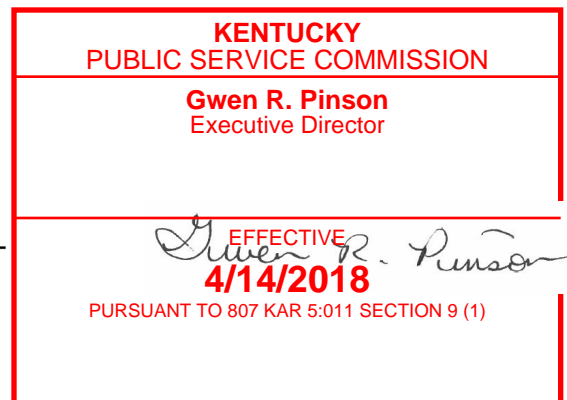 KENTUCKY
PUBLIC SERVICE COMMISSION
Gwen R. Pinson
Executive Director
Gwen R. Pinson
EFFECTIVE
4/14/2018
PURSUANT TO 807 KAR 5:011 SECTION 9 (1)